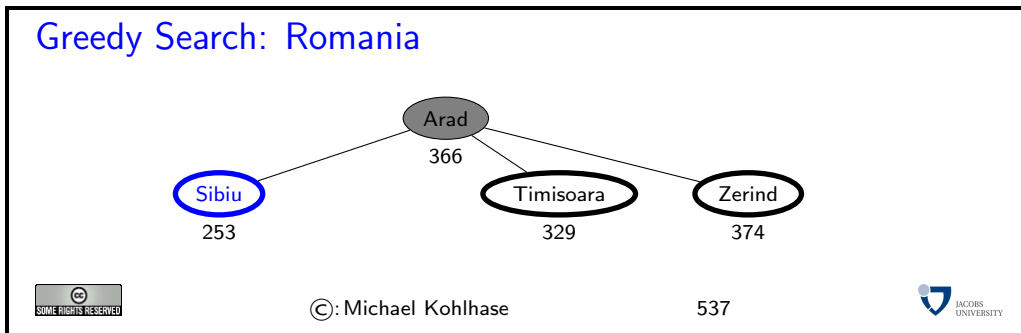 Greedy Search: Romania
Arad
366
Sibiu Timisoara Zerind
253 329 374
cc
SOME RIGHTS RESERVED
©: Michael Kohlhase 537
JACOBS
UNIVERSITY